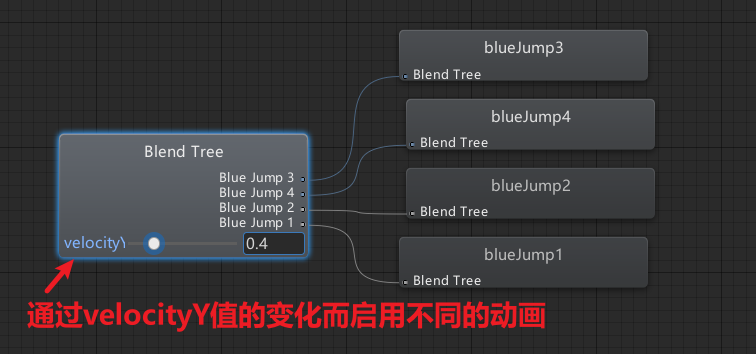 blueJump3
Blend Tree
blueJump4
Blend Tree
Blend Tree
Blue Jump 3
Blue Jump 4
Blue Jump 2
Blue Jump 1
velocityY
0.4
blueJump2
Blend Tree
blueJump1
Blend Tree
通过velocityY值的变化而启用不同的动画